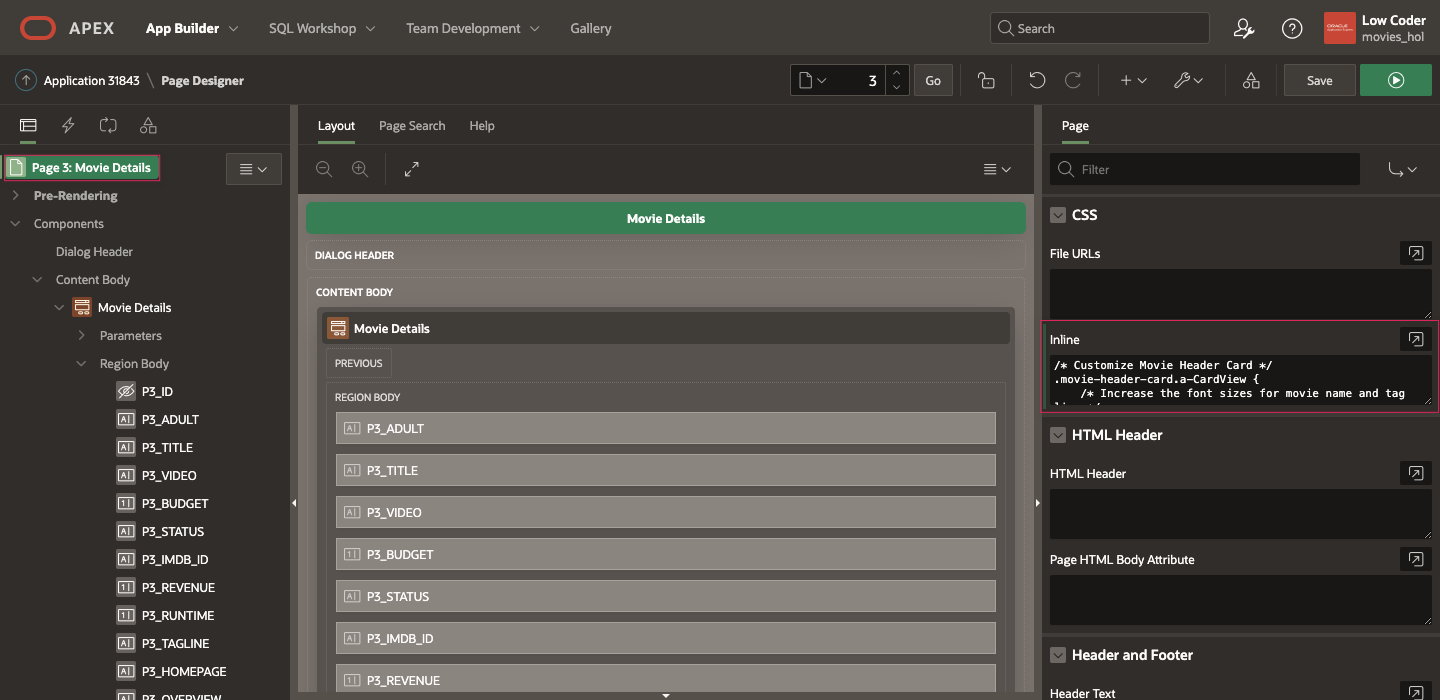 APEX
App Builder
SQL Workshop
Team Development
Gallery
Search
Low Coder
movies_hol
Application 31843 \ Page Designer
3
Go
Save
Page 3: Movie Details
Pre-Rendering
Components
Dialog Header
Content Body
Movie Details
Parameters
Region Body
P3_ID
P3_ADULT
P3_TITLE
P3_VIDEO
P3_BUDGET
P3_STATUS
P3_IMDB_ID
P3_REVENUE
P3_RUNTIME
P3_TAGLINE
P3_HOMEPAGE
P3_OVERVIEW
Layout
Page Search
Help
Movie Details
DIALOG HEADER
CONTENT BODY
Movie Details
PREVIOUS
REGION BODY
P3_ADULT
P3_TITLE
P3_VIDEO
P3_BUDGET
P3_STATUS
P3_IMDB_ID
P3_REVENUE
Page
Filter
CSS
File URLs
Inline
/* Customize Movie Header Card */
.movie-header-card.a-CardView {
/* Increase the font sizes for movie name and tag
HTML Header
HTML Header
Page HTML Body Attribute
Header and Footer
Header Text